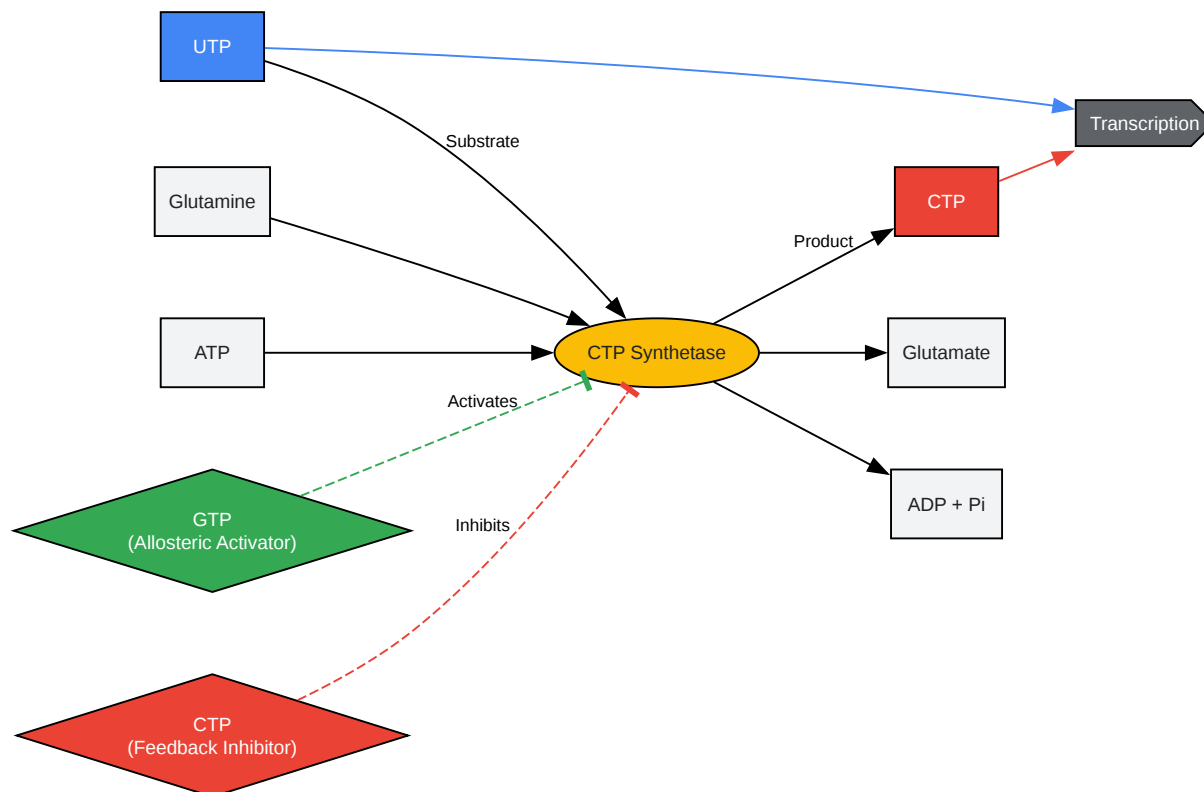 UTP
Transcription
Substrate
Glutamine
CTP
Product
ATP
CTP Synthetase
Glutamate
Activates
GTP
(Allosteric Activator)
ADP + Pi
Inhibits
CTP
(Feedback Inhibitor)